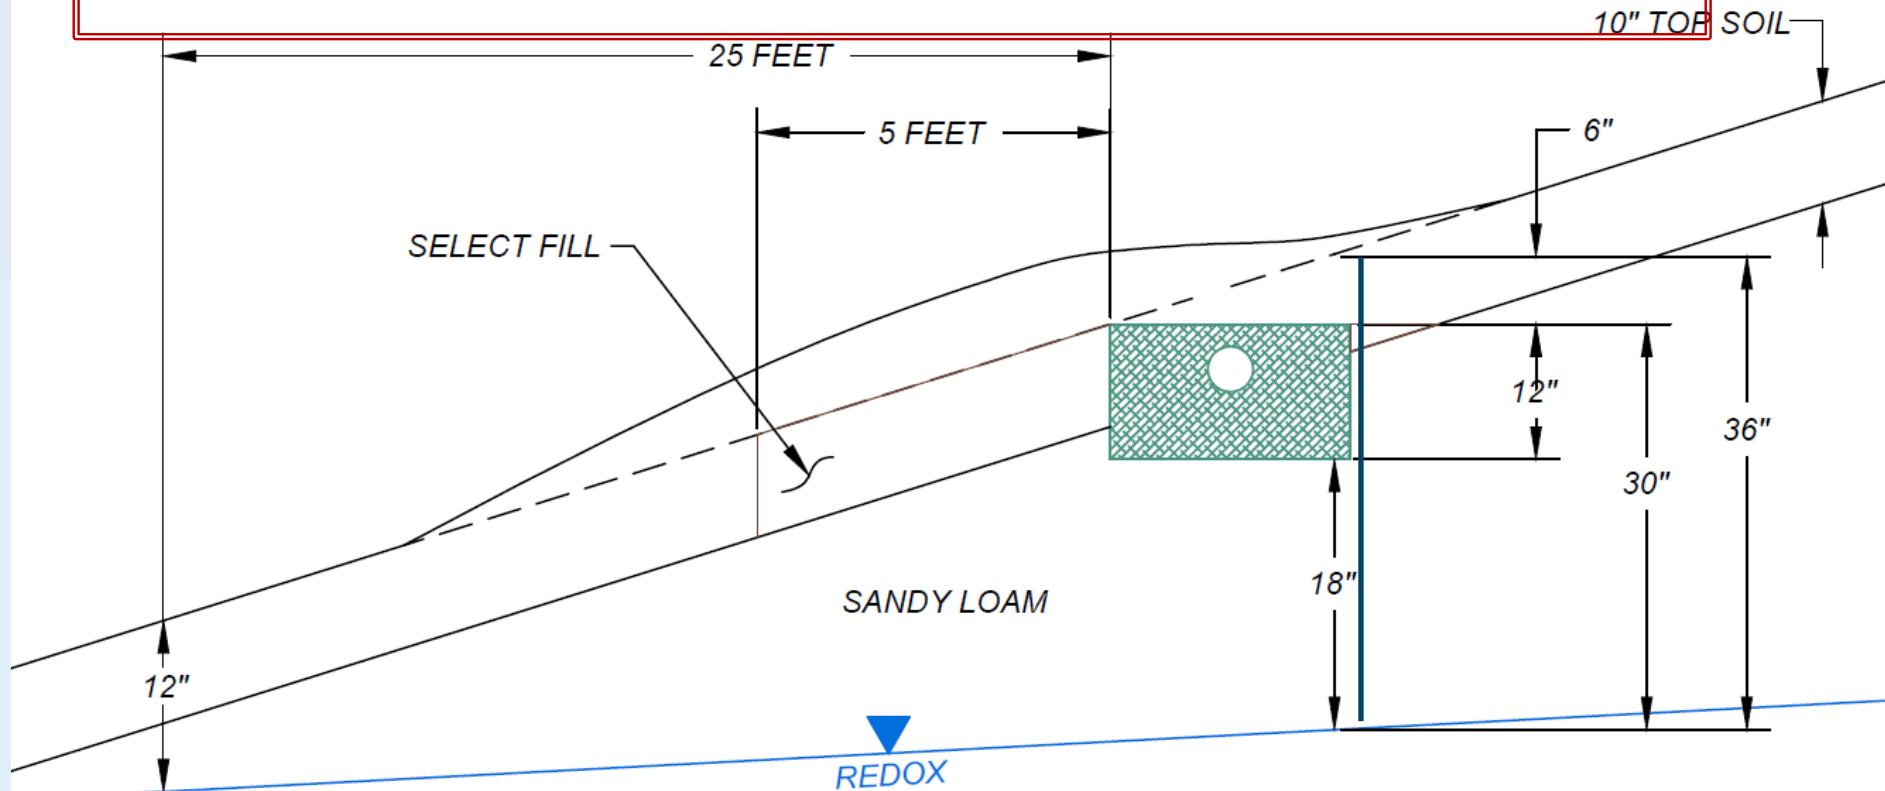 10" TOP SOIL
25 FEET
5 FEET
6"
SELECT FILL
12"
36"
30"
18"
SANDY LOAM
12"
REDOX